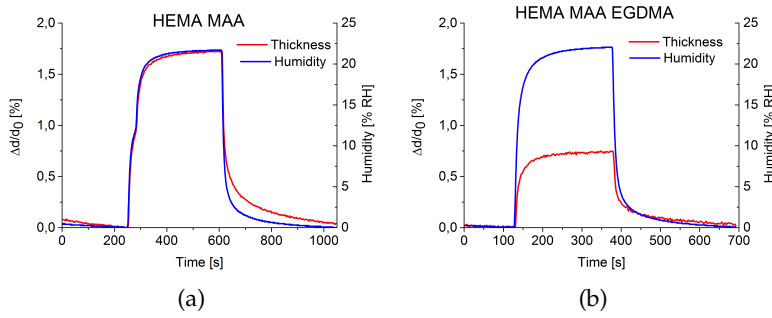 HEMA MAA
2,0
1,5
1,0
0,5
0,0
Δd/d0 [%]
25
20
15
10
5
0
Humidity [% RH]
Thickness
Humidity
0 200 400 600 800 1000
Time [s]
(a)
HEMA MAA EGDMA
2,0
1,5
1,0
0,5
0,0
Δd/d0 [%]
25
20
15
10
5
0
Humidity [% RH]
Thickness
Humidity
0 100 200 300 400 500 600 700
Time [s]
(b)